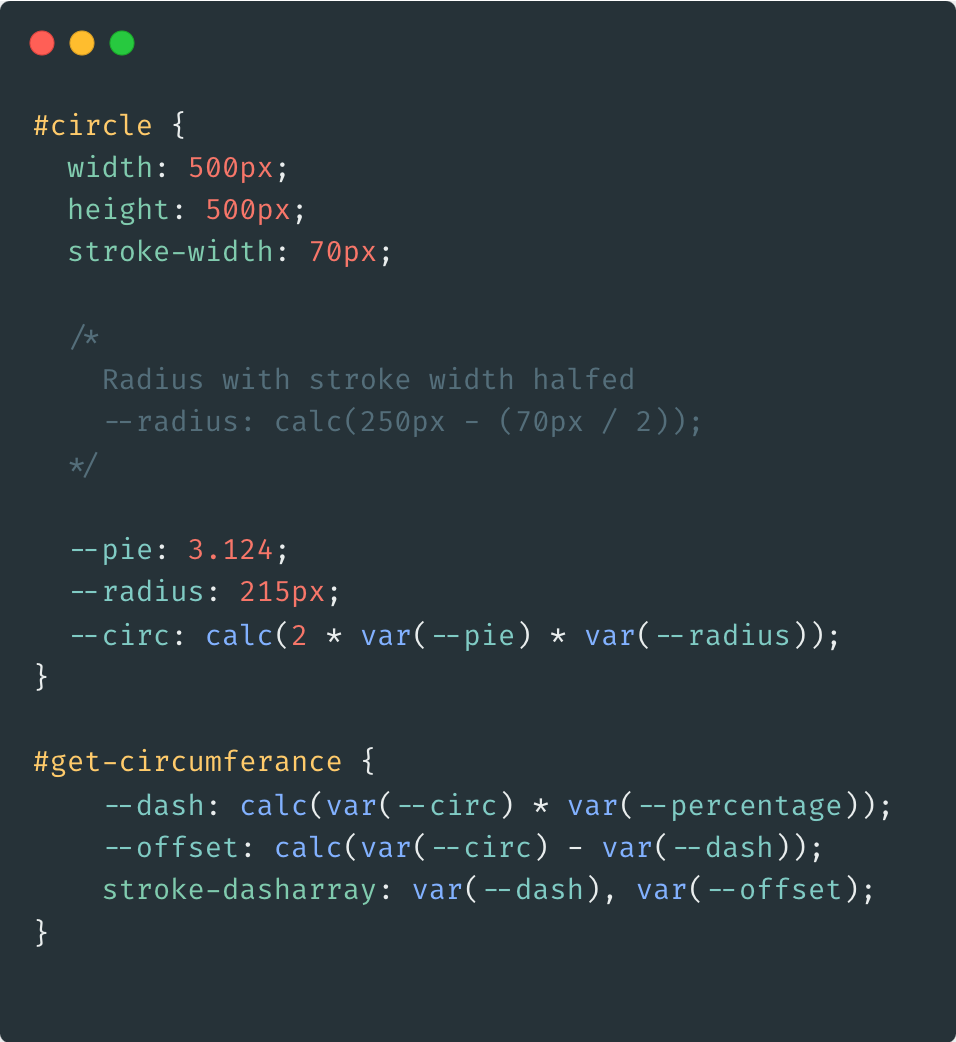 #circle {
  width: 500px;
  height: 500px;
  stroke-width: 70px;

  /*
    Radius with stroke width halfed
    --radius: calc(250px - (70px / 2));
  */

  --pie: 3.124;
  --radius: 215px;
  --circ: calc(2 * var(--pie) * var(--radius));
}

#get-circumferance {
    --dash: calc(var(--circ) * var(--percentage));
    --offset: calc(var(--circ) - var(--dash));
    stroke-dasharray: var(--dash), var(--offset);
}